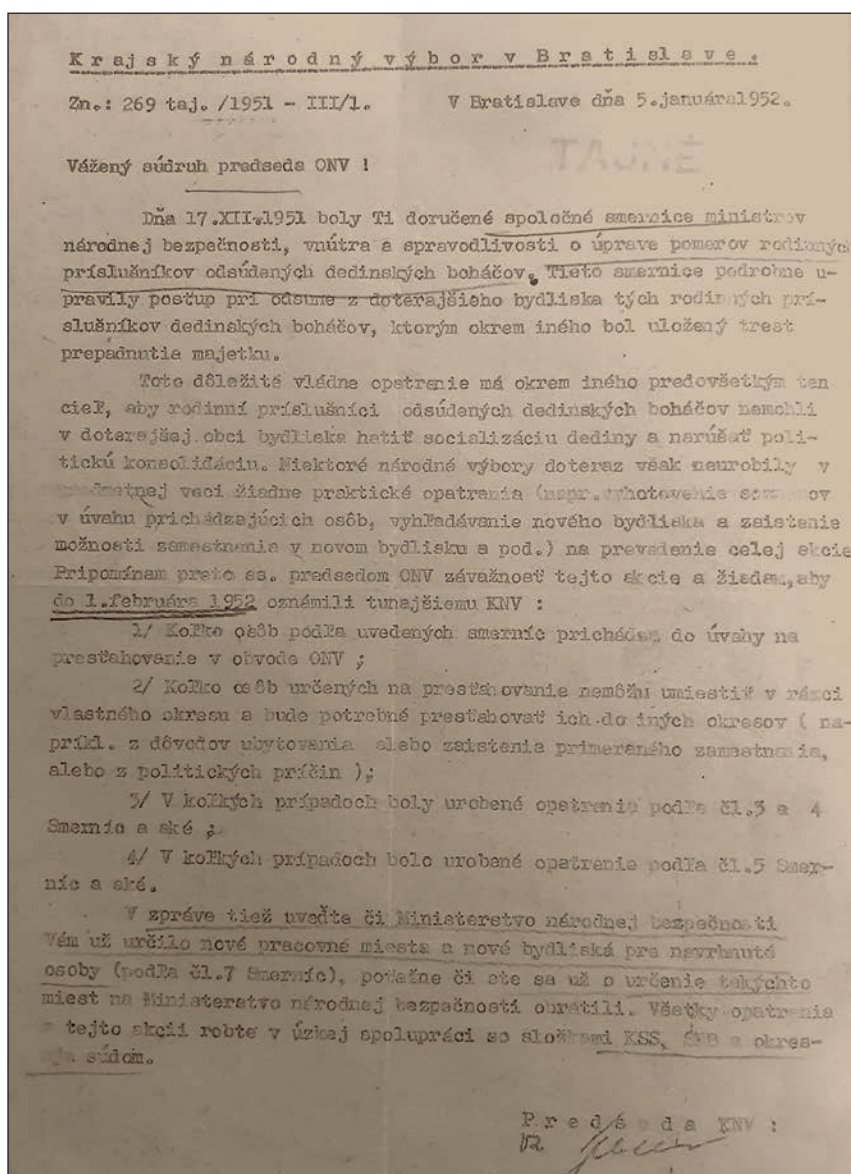 Krajský národný výbor v Bratislave.
Zn.: 269 taj. /1951 – III/1. V Bratislave dňa 5.januára1952.
TAJNÉ
Vážený súdruh predseda ONV !
Dňa 17.XII.1951 boly Ti doručené spoločné smernice ministrov
národnej bezpečnosti, vnútra a spravodlivosti o úprave pomerov rodinných
príslušníkov odsúdených dedinských boháčov. Tieto smernice podrobne u-
pravily postup pri odsune z doterajšieho bydliska tých rodinných prí-
slušníkov dedinských boháčov, ktorým okrem iného bol uložený trest
prepadnutia majetku.
Toto dôležité vládne opatrenie má okrem iného predovšetkým ten
cieľ, aby rodinní príslušníci odsúdených dedinských boháčov nemohli
v doterajšej obci bydliska hatiť socializáciu dediny a narúšať poli-
tickú konsolidáciu. Niektoré národné výbory doteraz však neurobily v
predmetnej veci žiadne praktické opatrenia (napr.vyhotovenie
v úvahu prichádzajúcich osôb, vyhľadávanie nového bydliska a zaistenie
možnosti zamestnania v novom bydlisku a pod.) na prevedenie celej akcie
Pripomínam preto ss. predsedom ONV závažnosť tejto akcie a žiadam,aby
do 1.februára 1952 oznámili tunajšiemu KNV :
1/ Koľko osôb podľa uvedených smerníc prichádza do úvahy na
presťahovanie v obvode ONV ;
2/ Koľko osôb určených na presťahovanie nemôžu umiestiť v rámci
vlastného okresu a bude potrebné presťahovať ich do iných okresov ( na-
príkl. z dôvodov ubytovania alebo zaistenia primeraného zamestnania,
alebo z politických príčin );
3/ V koľkých prípadoch boly urobené opatrenia podľa čl.3 a 4
Smerníc a aké ;
4/ V koľkých prípadoch bolo urobené opatrenie podľa čl.5 Smer-
níc a aké.
V zpráve tiež uveďte či Ministerstvo národnej bezpečnosti
Vám už určilo nové pracovné miesta a nové bydliská pre navrhnuté
osoby (podľa čl.7 Smerníc), poťažne či ste sa už o určenie takýchto
miest na Ministerstvo národnej bezpečnosti obrátili. Všetky opatrenia
v tejto akcii robte v úzkej spolupráci so složkami KSS, ŠNB a okres-
súdom.
Predseda KNV :